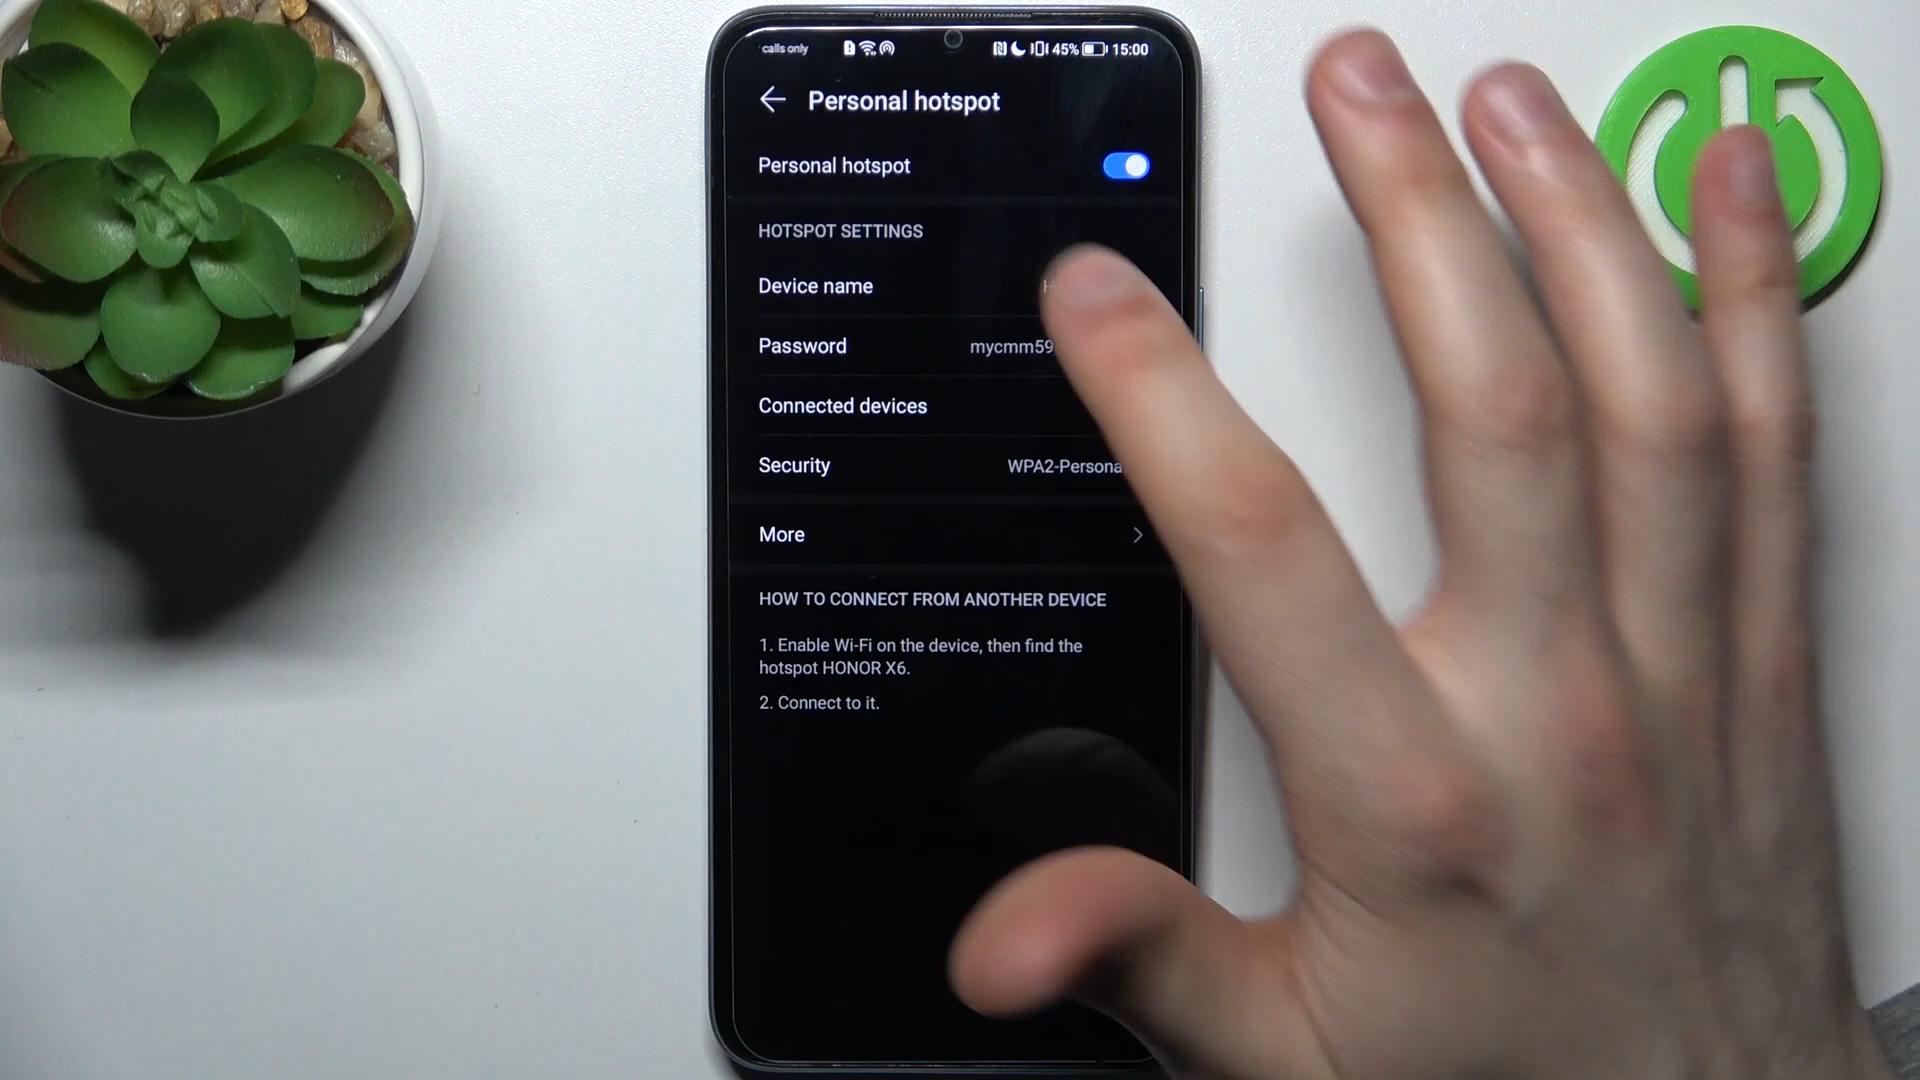 calls only 45% 15:00
Personal hotspot
Personal hotspot
HOTSPOT SETTINGS
Device name
Password mycmm59
Connected devices
Security WPA2-Persona
More
HOW TO CONNECT FROM ANOTHER DEVICE
1. Enable Wi-Fi on the device, then find the
hotspot HONOR X6.
2. Connect to it.